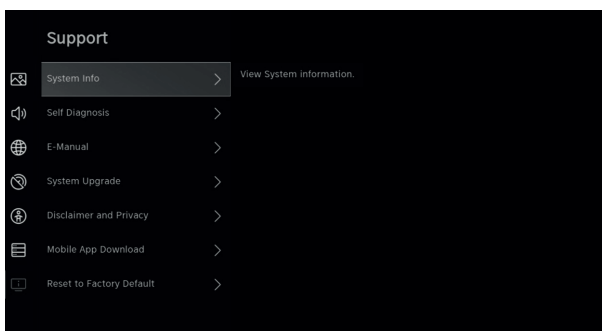 Support
System Info
View System information.
Self Diagnosis
E-Manual
System Upgrade
Disclaimer and Privacy
Mobile App Download
Reset to Factory Default